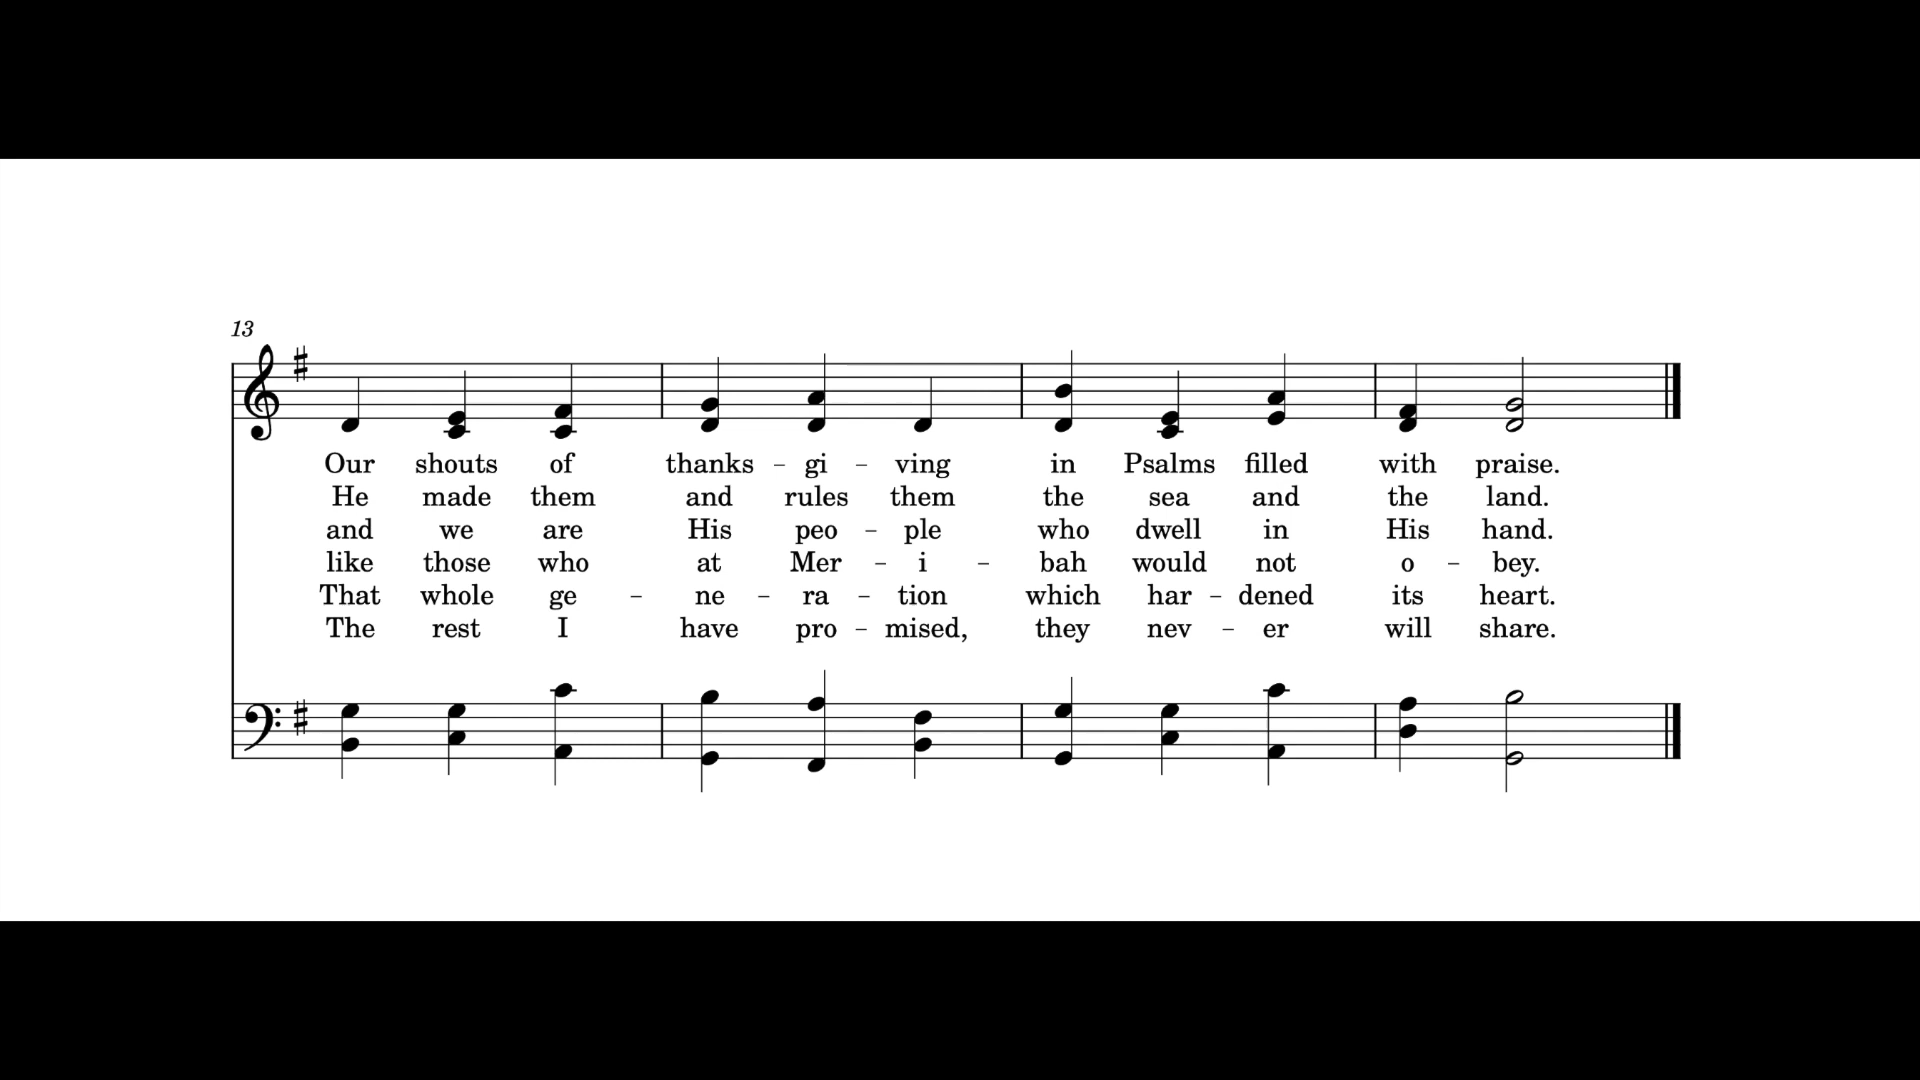 13
Our shouts of thanks - gi - ving in Psalms filled with praise.
He made them and rules them the sea and the land.
and we are His peo - ple who dwell in His hand.
like those who at Mer - i - bah would not o - bey.
That whole ge - ne - ra - tion which har - dened its heart.
The rest I have pro - mised, they nev - er will share.